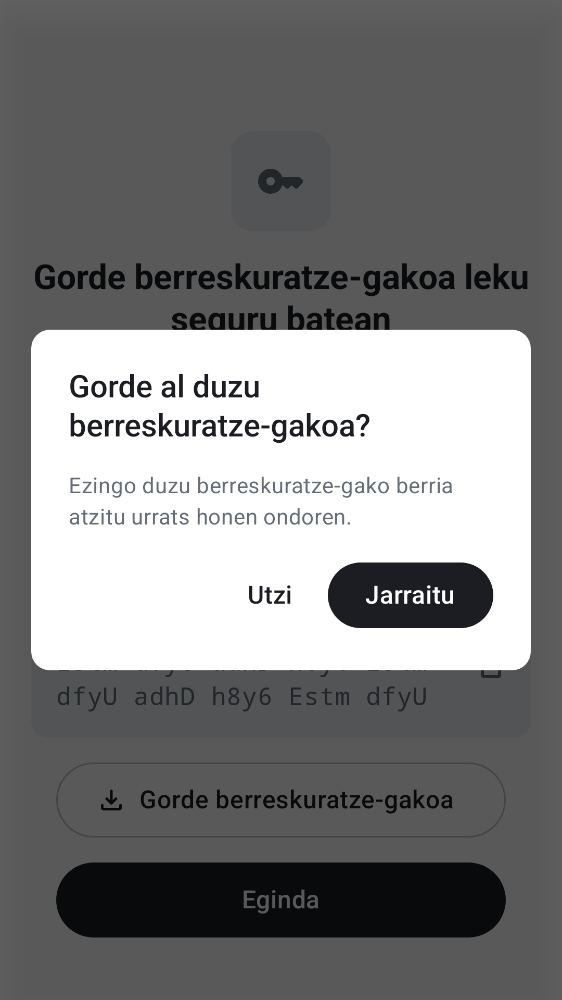 Gorde berreskuratze-gakoa leku
seguru batean
Gorde al duzu
berreskuratze-gakoa?
Ezingo duzu berreskuratze-gako berria
atzitu urrats honen ondoren.
Utzi
Jarraitu
dfyU adhD h8y6 Estm dfyU
Gorde berreskuratze-gakoa
Eginda